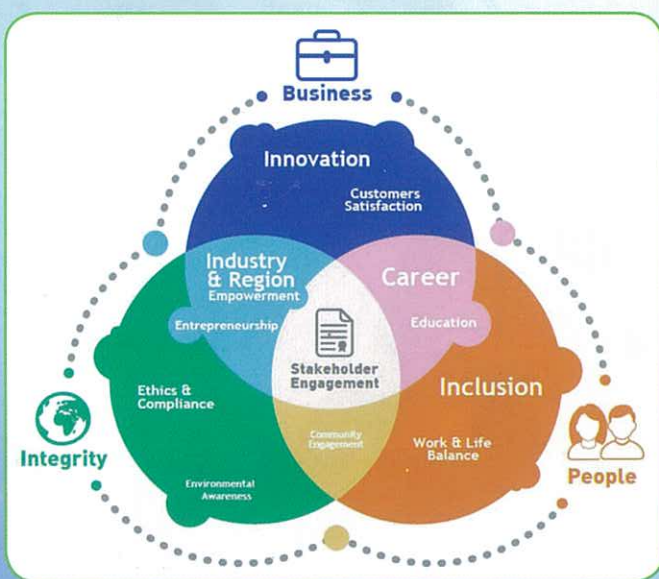 Business
Innovation
Customers
Satisfaction
Industry
& Region
Empowerment
Career
Entrepreneurship
Education
Stakeholder
Engagement
Ethics &
Compliance
Inclusion
Community
Engagement
Work & Life
Balance
Integrity
People
Environmental
Awareness